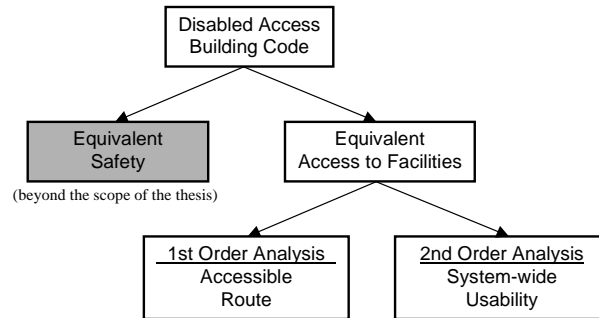 Disabled Access
Building Code
Equivalent
Safety
(beyond the scope of the thesis)
Equivalent
Access to Facilities
1st Order Analysis
Accessible
Route
2nd Order Analysis
System-wide
Usability